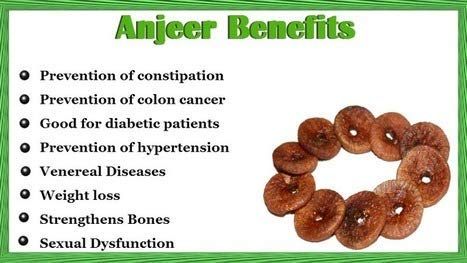 Anjeer Benefits
Prevention of constipation
Prevention of colon cancer
Good for diabetic patients
Prevention of hypertension
Venereal Diseases
Weight loss
Strengthens Bones
Sexual Dysfunction